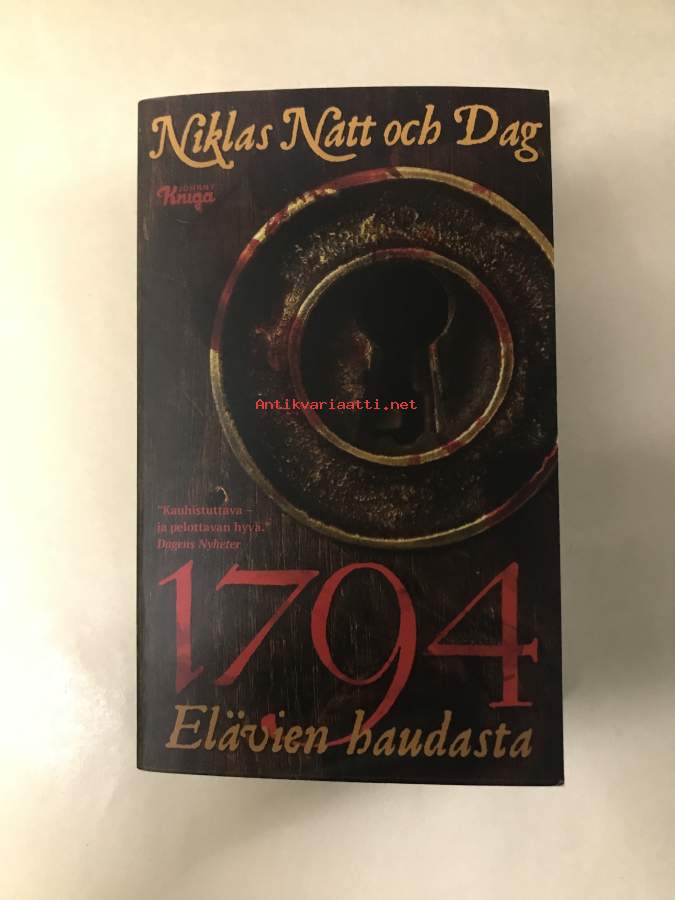 Niklas Natt och Dag
JOHNNY
Kniga
Antikvariaatti.net
"Kauhistuttava –
ja pelottavan hyvä."
Dagens Nyheter
1794
Elävien haudasta